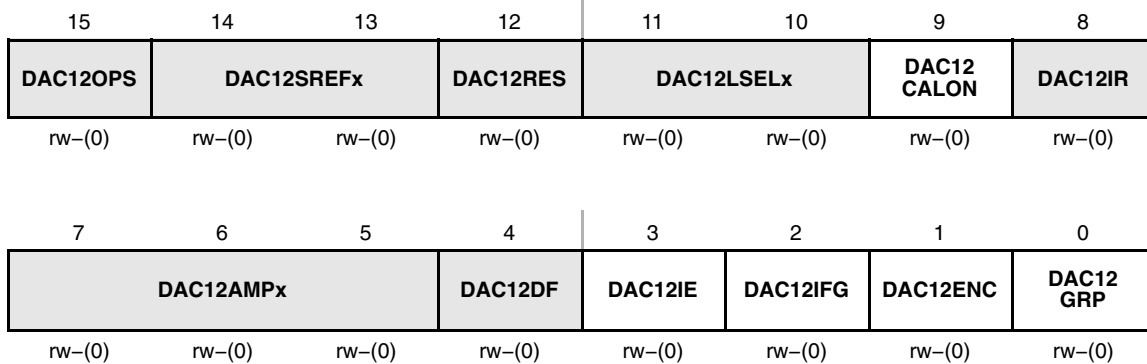 15 14 13 12 11 10 9 8
DAC12OPS DAC12SREFx DAC12RES DAC12LSELx DAC12 CALON DAC12IR
rw−(0) rw−(0) rw−(0) rw−(0) rw−(0) rw−(0) rw−(0) rw−(0)
7 6 5 4 3 2 1 0
DAC12AMPx DAC12DF DAC12IE DAC12IFG DAC12ENC DAC12 GRP
rw−(0) rw−(0) rw−(0) rw−(0) rw−(0) rw−(0) rw−(0) rw−(0)